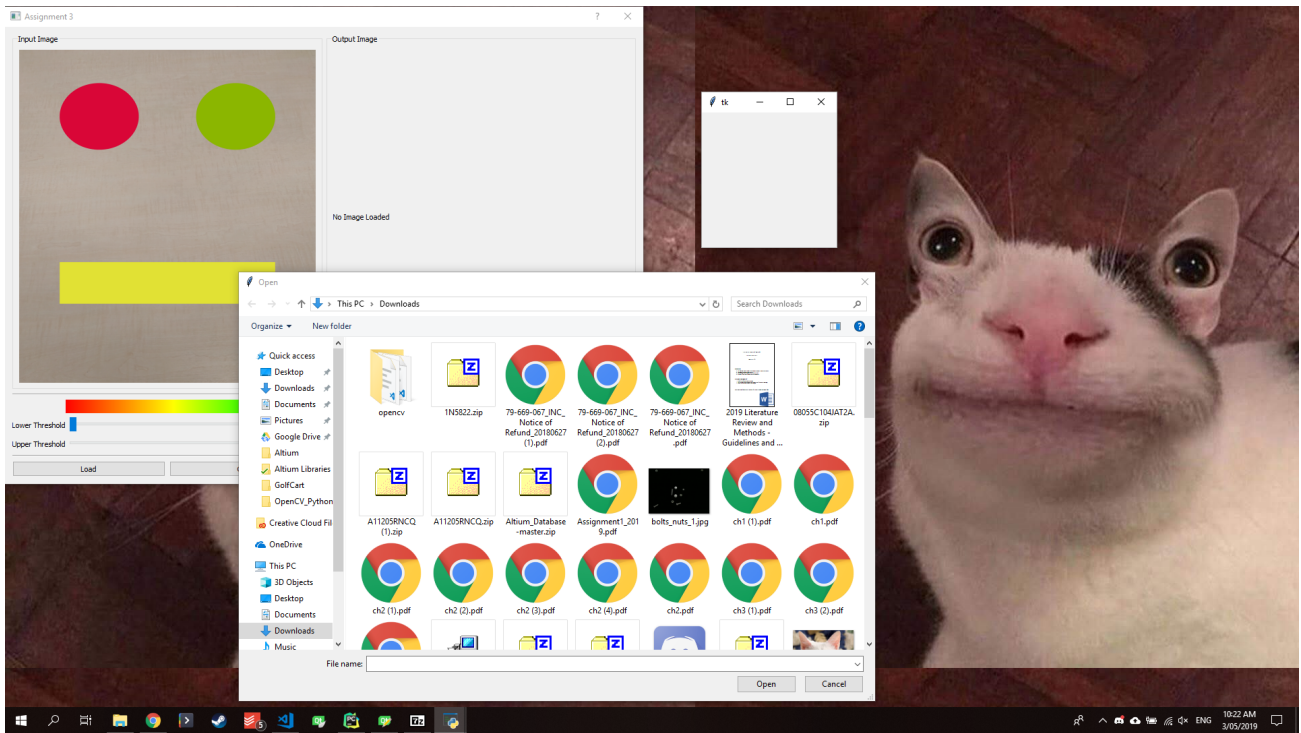 Assignment 3
?
Input Image
Output Image
No Image Loaded
tk
Lower Threshold
Upper Threshold
Load
Open
This PC > Downloads
Search Downloads
Organize
New folder
?
Quick access
Desktop
Downloads
Documents
Pictures
Google Drive
Altium
Altium Libraries
GolfCart
OpenCV_Python
Creative Cloud Fil
OneDrive
This PC
3D Objects
Desktop
Documents
Downloads
Music
opencv
1N5822.zip
79-669-067_INC_
Notice of
Refund_20180627
(1).pdf
79-669-067_INC_
Notice of
Refund_20180627
(2).pdf
79-669-067_INC_
Notice of
Refund_20180627
.pdf
2019 Literature
Review and
Methods -
Guidelines and ...
08055C104JAT2A.
zip
A11205RNCQ
(1).zip
A11205RNCQ.zip
Altium_Database
-master.zip
Assignment1_201
9.pdf
bolts_nuts_1.jpg
ch1 (1).pdf
ch1.pdf
ch2 (1).pdf
ch2 (2).pdf
ch2 (3).pdf
ch2 (4).pdf
ch2.pdf
ch3 (1).pdf
ch3 (2).pdf
File name:
Open
Cancel
5
ENG
10:22 AM
3/05/2019